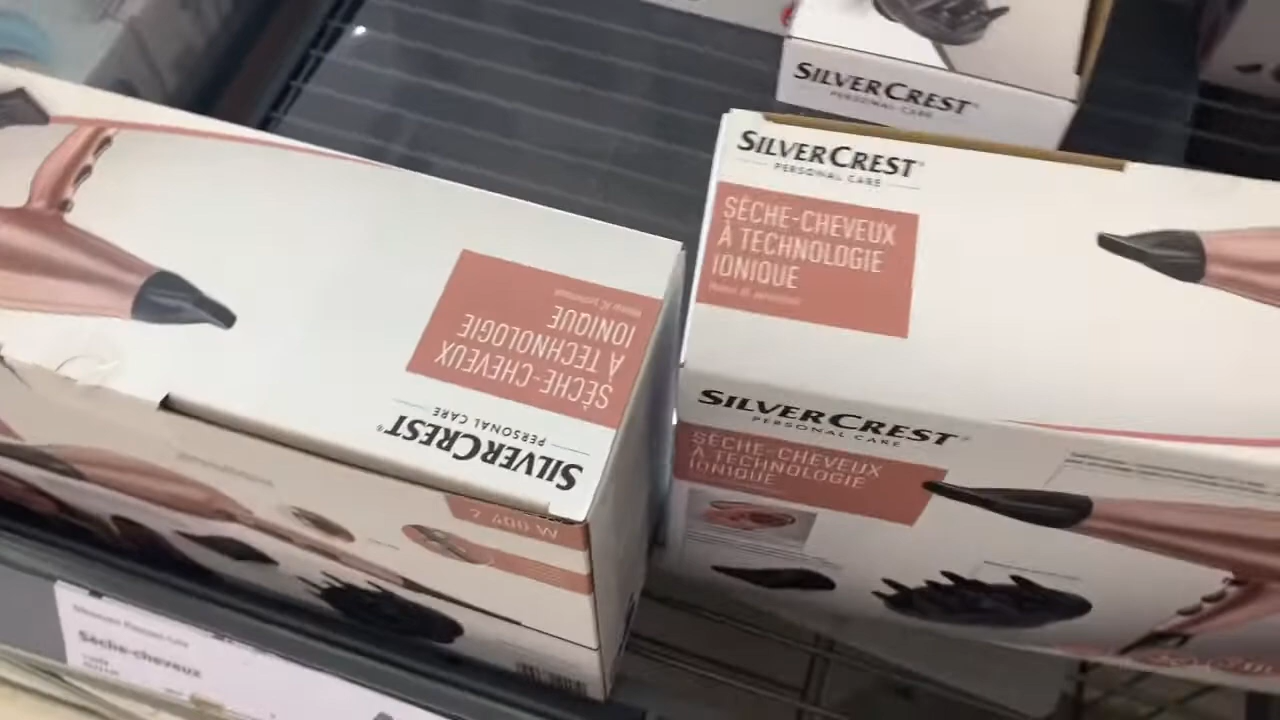 SILVERCREST®
PERSONAL CARE
SILVERCREST®
PERSONAL CARE
SÈCHE-CHEVEUX
À TECHNOLOGIE
IONIQUE
SILVERCREST®
PERSONAL CARE
SÈCHE-CHEVEUX
À TECHNOLOGIE
IONIQUE
SILVERCREST®
PERSONAL CARE
SÈCHE-CHEVEUX
À TECHNOLOGIE
IONIQUE
2 400 W
Sèche-cheveux